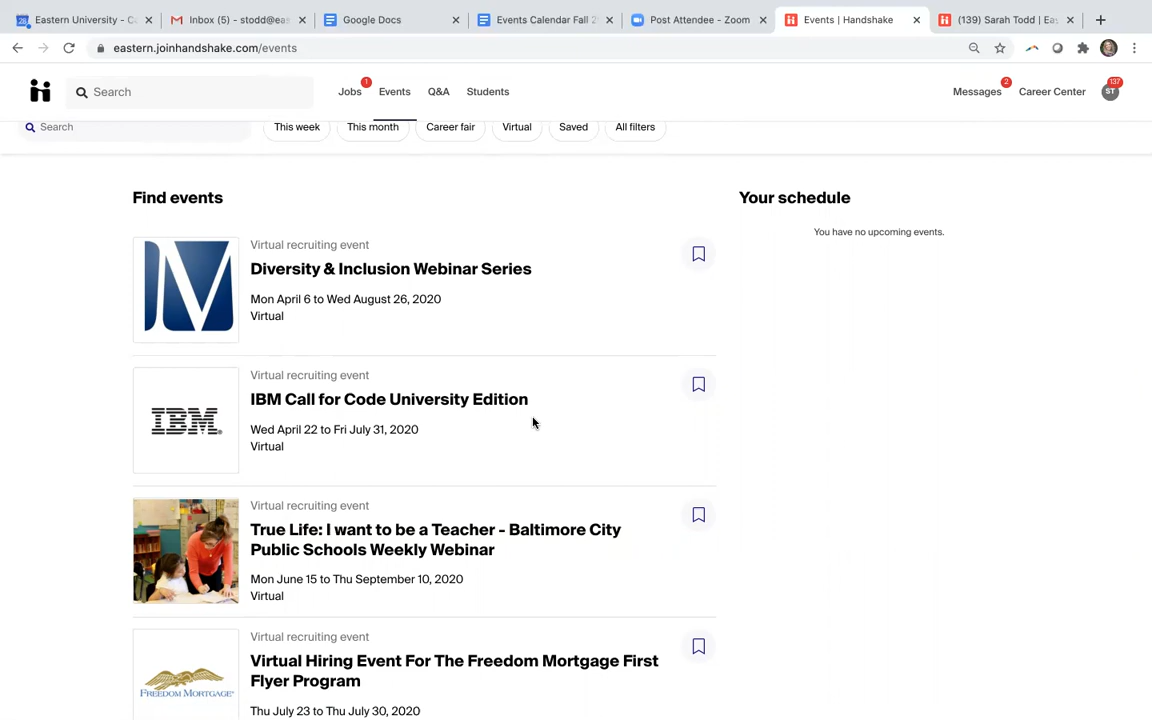 Eastern University - C
Inbox (5) - stodd@eas
Google Docs
Events Calendar Fall 2
Post Attendee - Zoom
Events | Handshake
(139) Sarah Todd | Eas
eastern.joinhandshake.com/events
Search
Jobs
1
Events
Q&A
Students
Messages
2
Career Center
137
ST
Search
This week
This month
Career fair
Virtual
Saved
All filters
Find events
Your schedule
You have no upcoming events.
Virtual recruiting event
Diversity & Inclusion Webinar Series
Mon April 6 to Wed August 26, 2020
Virtual
IBM
Virtual recruiting event
IBM Call for Code University Edition
Wed April 22 to Fri July 31, 2020
Virtual
Virtual recruiting event
True Life: I want to be a Teacher - Baltimore City
Public Schools Weekly Webinar
Mon June 15 to Thu September 10, 2020
Virtual
FREEDOM MORTGAGE
Virtual recruiting event
Virtual Hiring Event For The Freedom Mortgage First
Flyer Program
Thu July 23 to Thu July 30, 2020